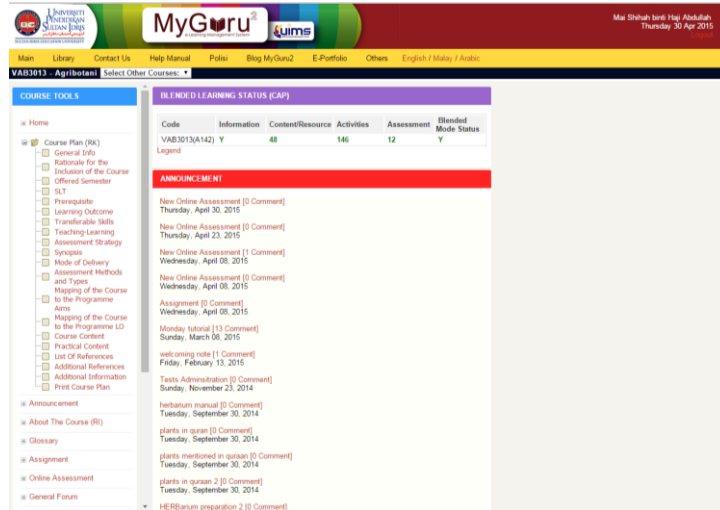 UNIVERSITI
PENDIDIKAN
SULTAN IDRIS
SULTAN IDRIS EDUCATION UNIVERSITY
MyGuru2
e-Learning Management System
uims
Mai Shihah binti Haji Abdullah
Thursday 30 Apr 2015
Logout
Main Library Contact Us Help Manual Polisi Blog MyGuru2 E-Portfolio Others English / Malay / Arabic
VAB3013 - Agribotani Select Other Courses:
COURSE TOOLS
Home
Course Plan (RK)
General Info
Rationale for the
Inclusion of the Course
Offered Semester
SLT
Prerequisite
Learning Outcome
Transferable Skills
Teaching-Learning
Assessment Strategy
Synopsis
Mode of Delivery
Assessment Methods
and Types
Mapping of the Course
to the Programme
Aims
Mapping of the Course
to the Programme LO
Course Content
Practical Content
List Of References
Additional References
Additional Information
Print Course Plan
Announcement
About The Course (RI)
Glossary
Assignment
Online Assessment
General Forum
BLENDED LEARNING STATUS (CAP)
Code Information Content/Resource Activities Assessment Blended
Mode Status
VAB3013(A142) Y 48 146 12 Y
Legend
ANNOUNCEMENT
New Online Assessment [0 Comment]
Thursday, April 30, 2015
New Online Assessment [0 Comment]
Thursday, April 23, 2015
New Online Assessment [1 Comment]
Wednesday, April 08, 2015
New Online Assessment [0 Comment]
Wednesday, April 08, 2015
Assignment [0 Comment]
Wednesday, April 08, 2015
Monday tutorial [13 Comment]
Sunday, March 08, 2015
welcoming note [1 Comment]
Friday, February 13, 2015
Tests Adminsitration [0 Comment]
Sunday, November 23, 2014
herbarium manual [0 Comment]
Tuesday, September 30, 2014
plants in quran [0 Comment]
Tuesday, September 30, 2014
plants mentioned in quraan [0 Comment]
Tuesday, September 30, 2014
plants in quraan 2 [0 Comment]
Tuesday, September 30, 2014
HERBarium preparation 2 [0 Comment]